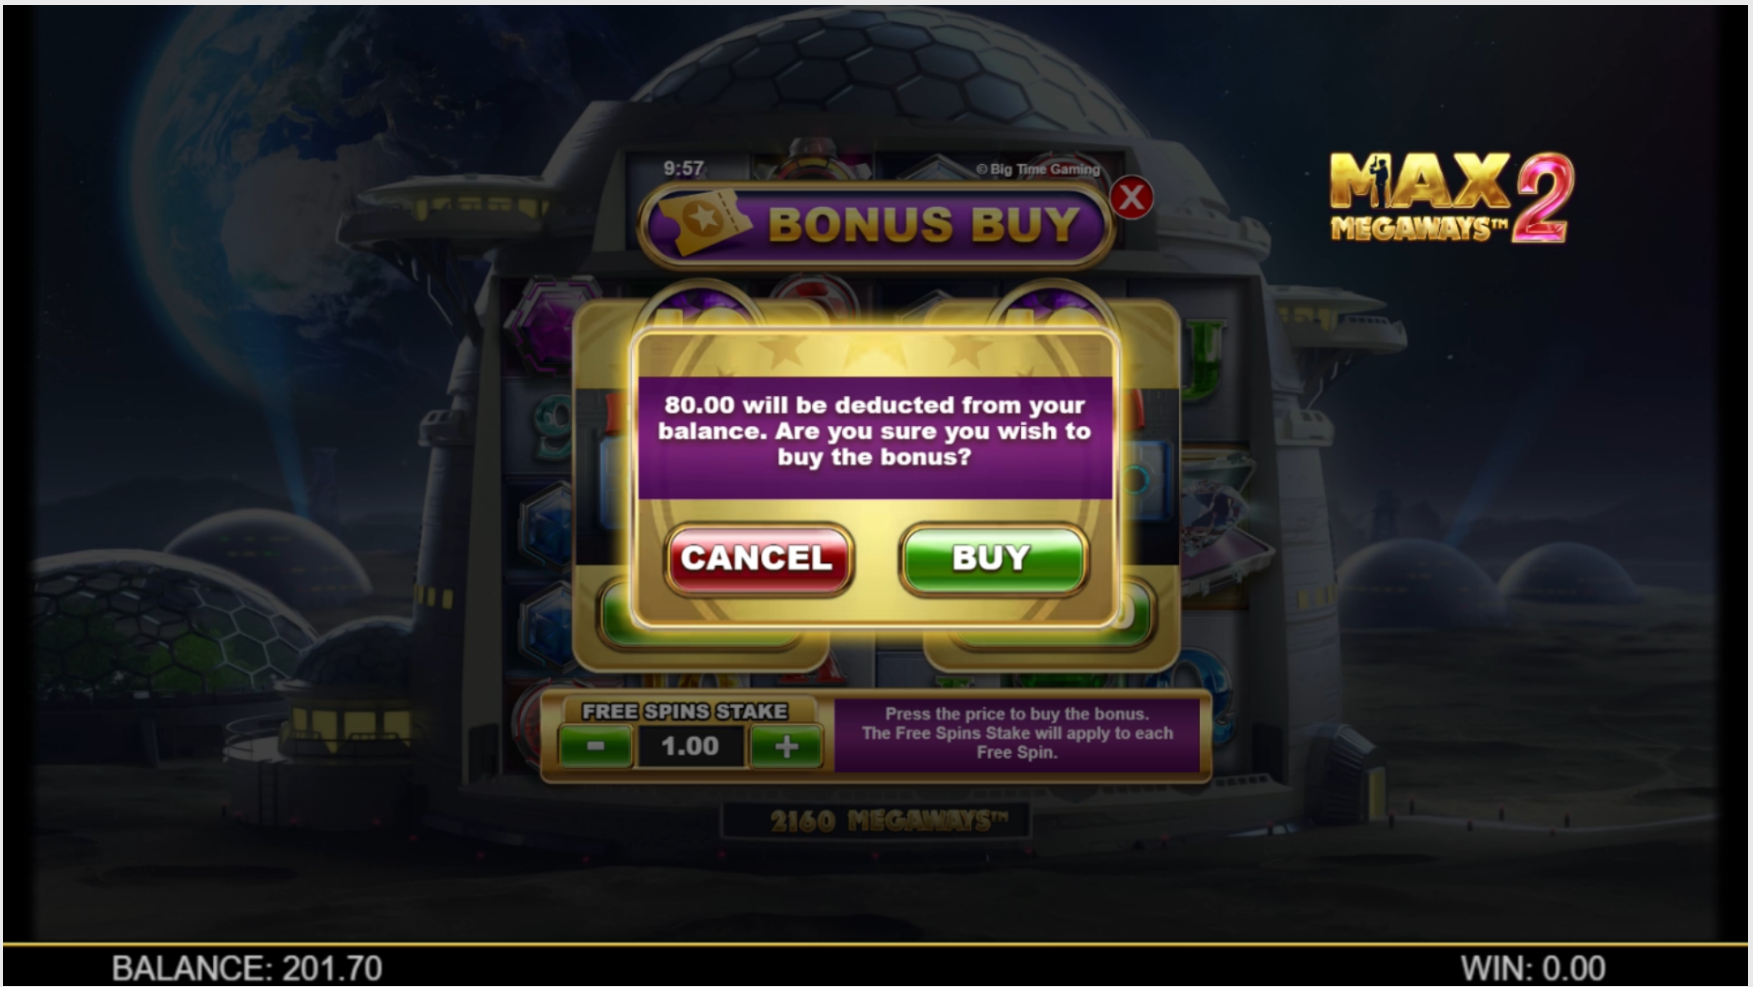 9:57
© Big Time Gaming
BONUS BUY
X
MAX
MEGAWAYS™ 2
80.00 will be deducted from your
balance. Are you sure you wish to
buy the bonus?
CANCEL
BUY
FREE SPINS STAKE
- 1.00 +
Press the price to buy the bonus.
The Free Spins Stake will apply to each
Free Spin.
2160 MEGAWAYS™
BALANCE: 201.70
WIN: 0.00